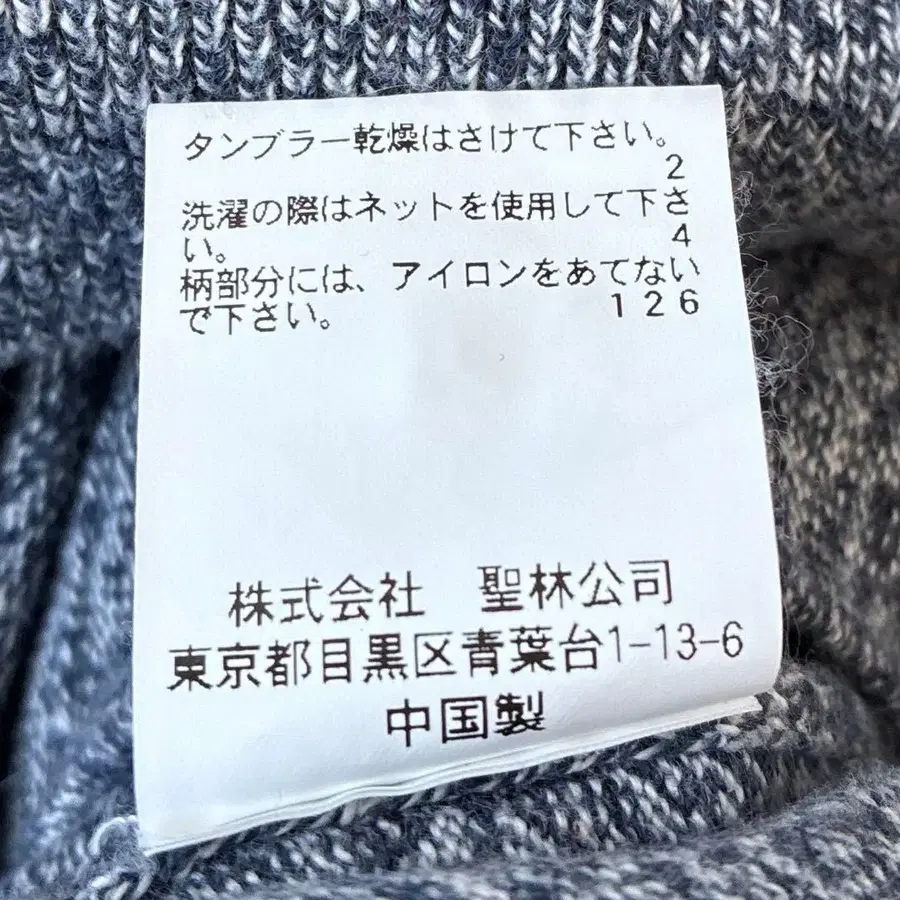 タンブラー乾燥はさけて下さい。
2
洗濯の際はネットを使用して下さ
い。 4
柄部分には、アイロンをあてない
で下さい。 126
株式会社 聖林公司
東京都目黒区青葉台1-13-6
中国製